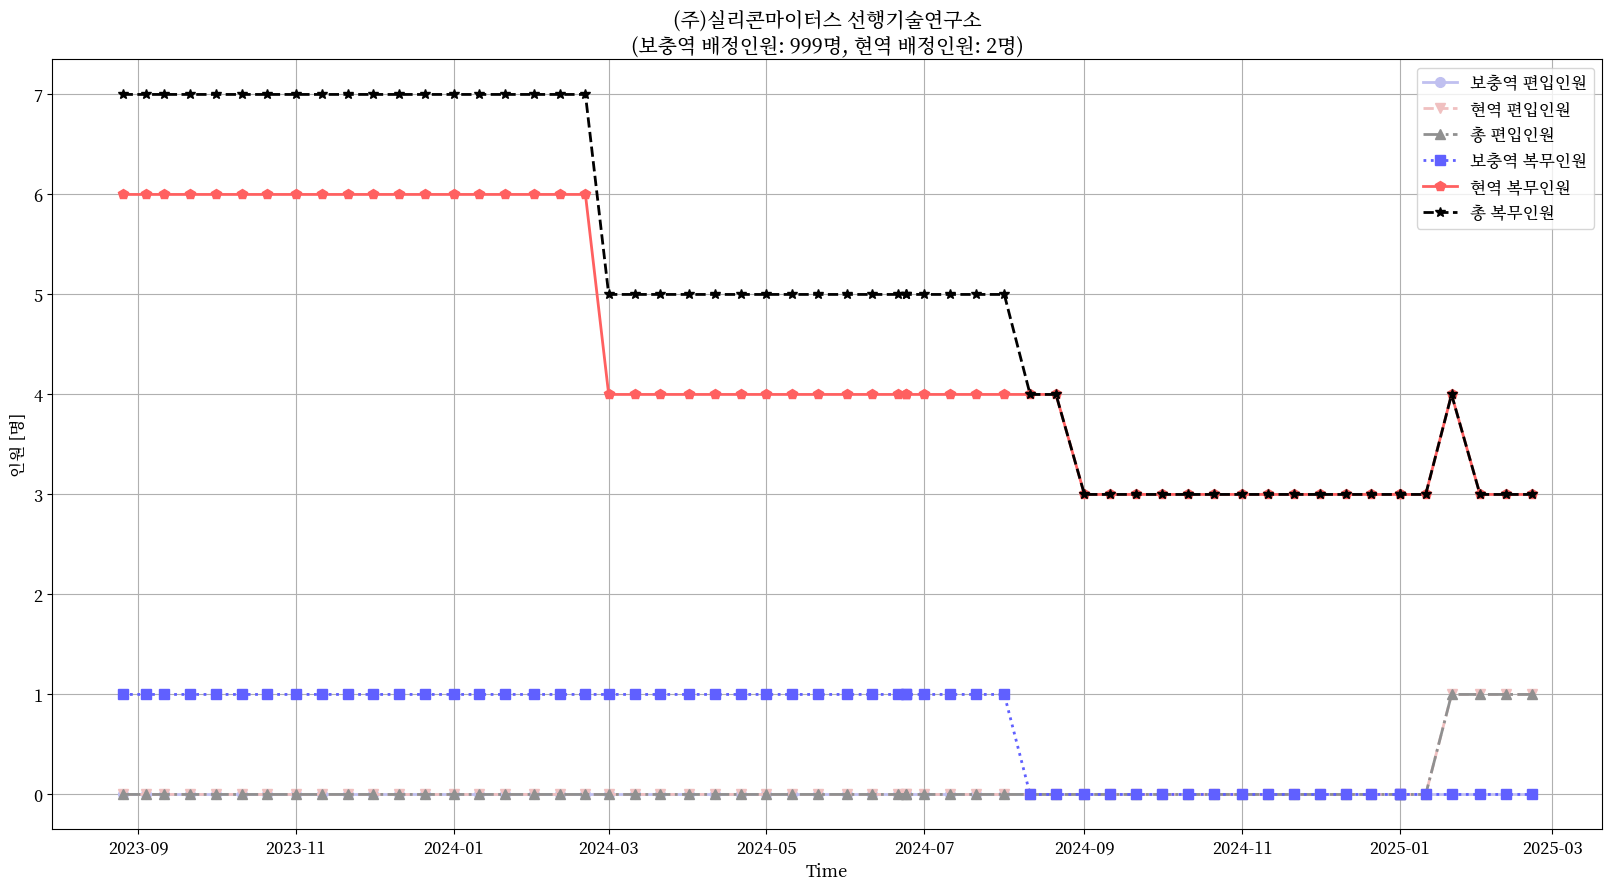 (주)실리콘마이터스 선행기술연구소
(보충역 배정인원: 999명, 현역 배정인원: 2명)
보충역 편입인원
현역 편입인원
총 편입인원
보충역 복무인원
현역 복무인원
총 복무인원
인원 [명]
7
6
5
4
3
2
1
0
2023-09
2023-11
2024-01
2024-03
2024-05
2024-07
2024-09
2024-11
2025-01
2025-03
Time